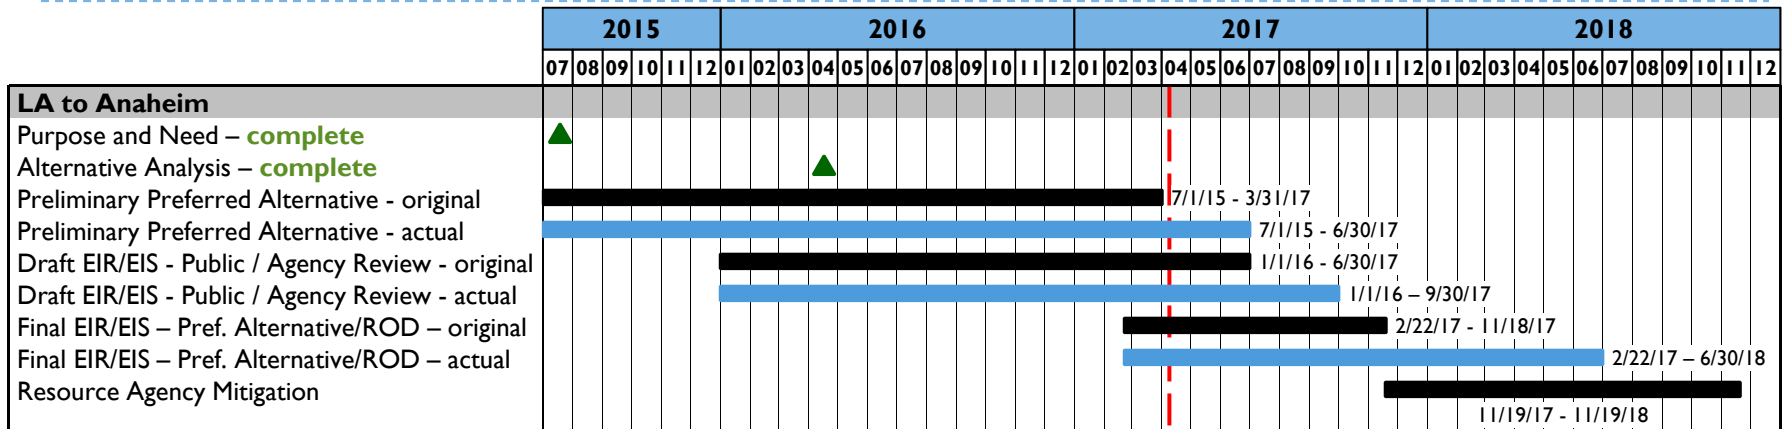 2015 2016 2017 2018
07 08 09 10 11 12 01 02 03 04 05 06 07 08 09 10 11 12 01 02 03 04 05 06 07 08 09 10 11 12 01 02 03 04 05 06 07 08 09 10 11 12
LA to Anaheim
Purpose and Need – complete
Alternative Analysis – complete
Preliminary Preferred Alternative - original 7/1/15 - 3/31/17
Preliminary Preferred Alternative - actual 7/1/15 - 6/30/17
Draft EIR/EIS - Public / Agency Review - original 1/1/16 - 6/30/17
Draft EIR/EIS - Public / Agency Review - actual 1/1/16 – 9/30/17
Final EIR/EIS – Pref. Alternative/ROD – original 2/22/17 - 11/18/17
Final EIR/EIS – Pref. Alternative/ROD – actual 2/22/17 – 6/30/18
Resource Agency Mitigation
11/19/17 - 11/19/18